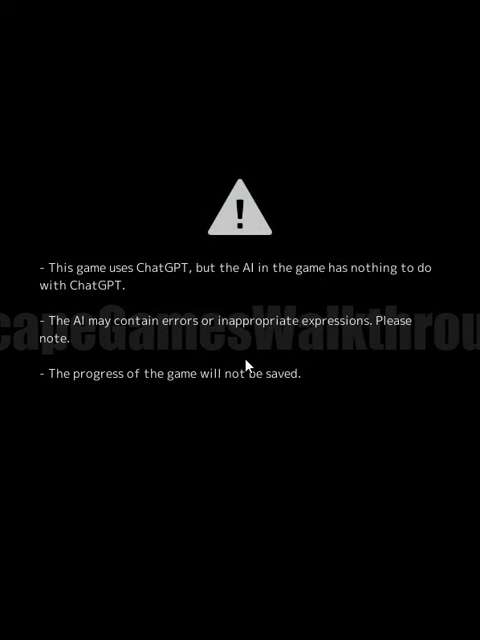 - This game uses ChatGPT, but the AI in the game has nothing to do
with ChatGPT.
- The AI may contain errors or inappropriate expressions. Please
capeGamesWalkthrou
note.
- The progress of the game will not be saved.